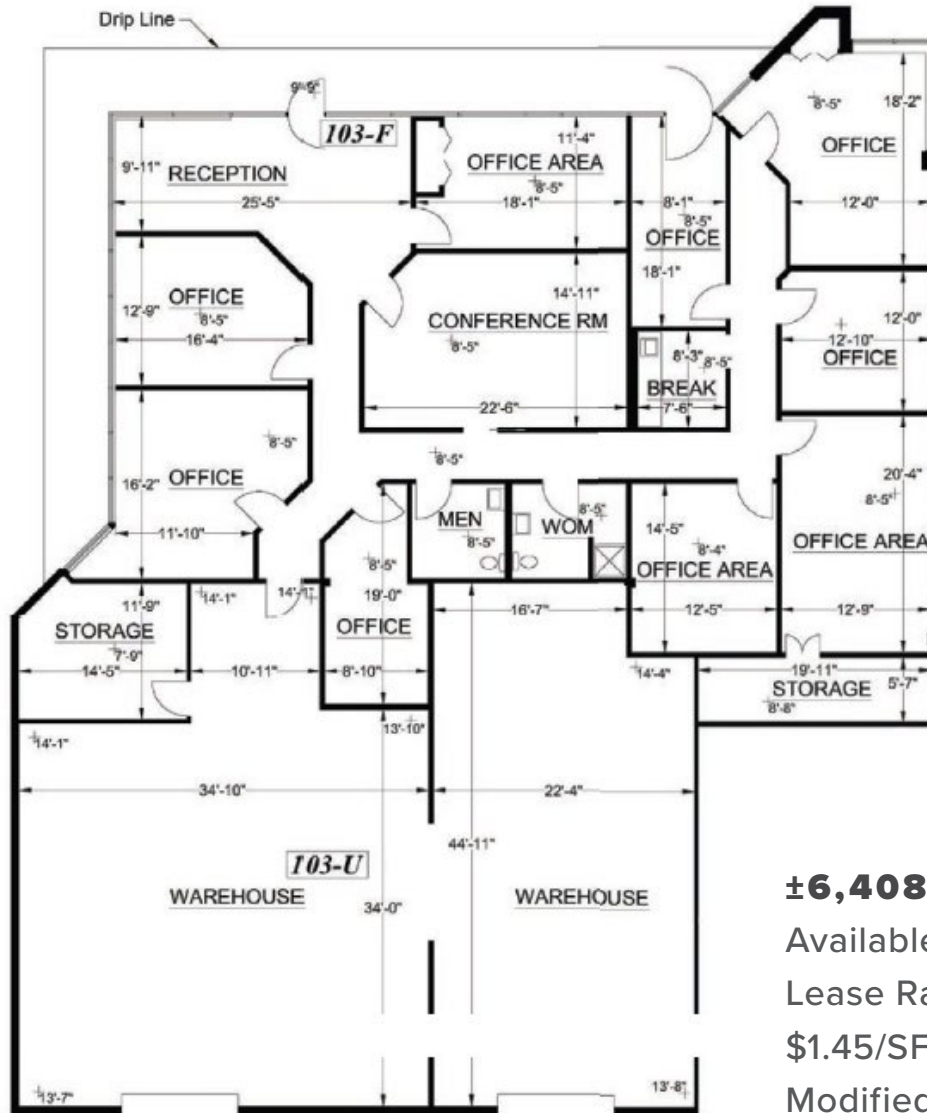 Drip Line
9'-9"
103-F
11'-4"
8'-5"
18'-2"
9'-11"
RECEPTION
OFFICE AREA
8'-5"
OFFICE
25'-5"
18'-1"
8'-1"
8'-5"
OFFICE
12'-0"
18'-1"
12'-9"
OFFICE
8'-5"
16'-4"
14'-11"
CONFERENCE RM
8'-5"
22'-6"
8'-3"
8'-5"
BREAK
7'-6"
12'-0"
12'-10"
OFFICE
8'-5"
8'-5"
16'-2"
OFFICE
11'-10"
MEN
8'-5"
WOM
8'-5"
14'-5"
8'-4"
OFFICE AREA
12'-5"
20'-4"
8'-5"
OFFICE AREA
12'-9"
11'-9"
STORAGE
7'-9"
14'-5"
14'-1"
14'-1"
10'-11"
8'-5"
19'-0"
OFFICE
8'-10"
16'-7"
14'-4"
19'-11"
5'-7"
STORAGE
8'-8"
14'-1"
13'-10"
34'-10"
22'-4"
44'-11"
103-U
WAREHOUSE
34'-0"
WAREHOUSE
13'-7"
13'-8"
±6,408
Available
Lease Ra
$1.45/SF
Modified